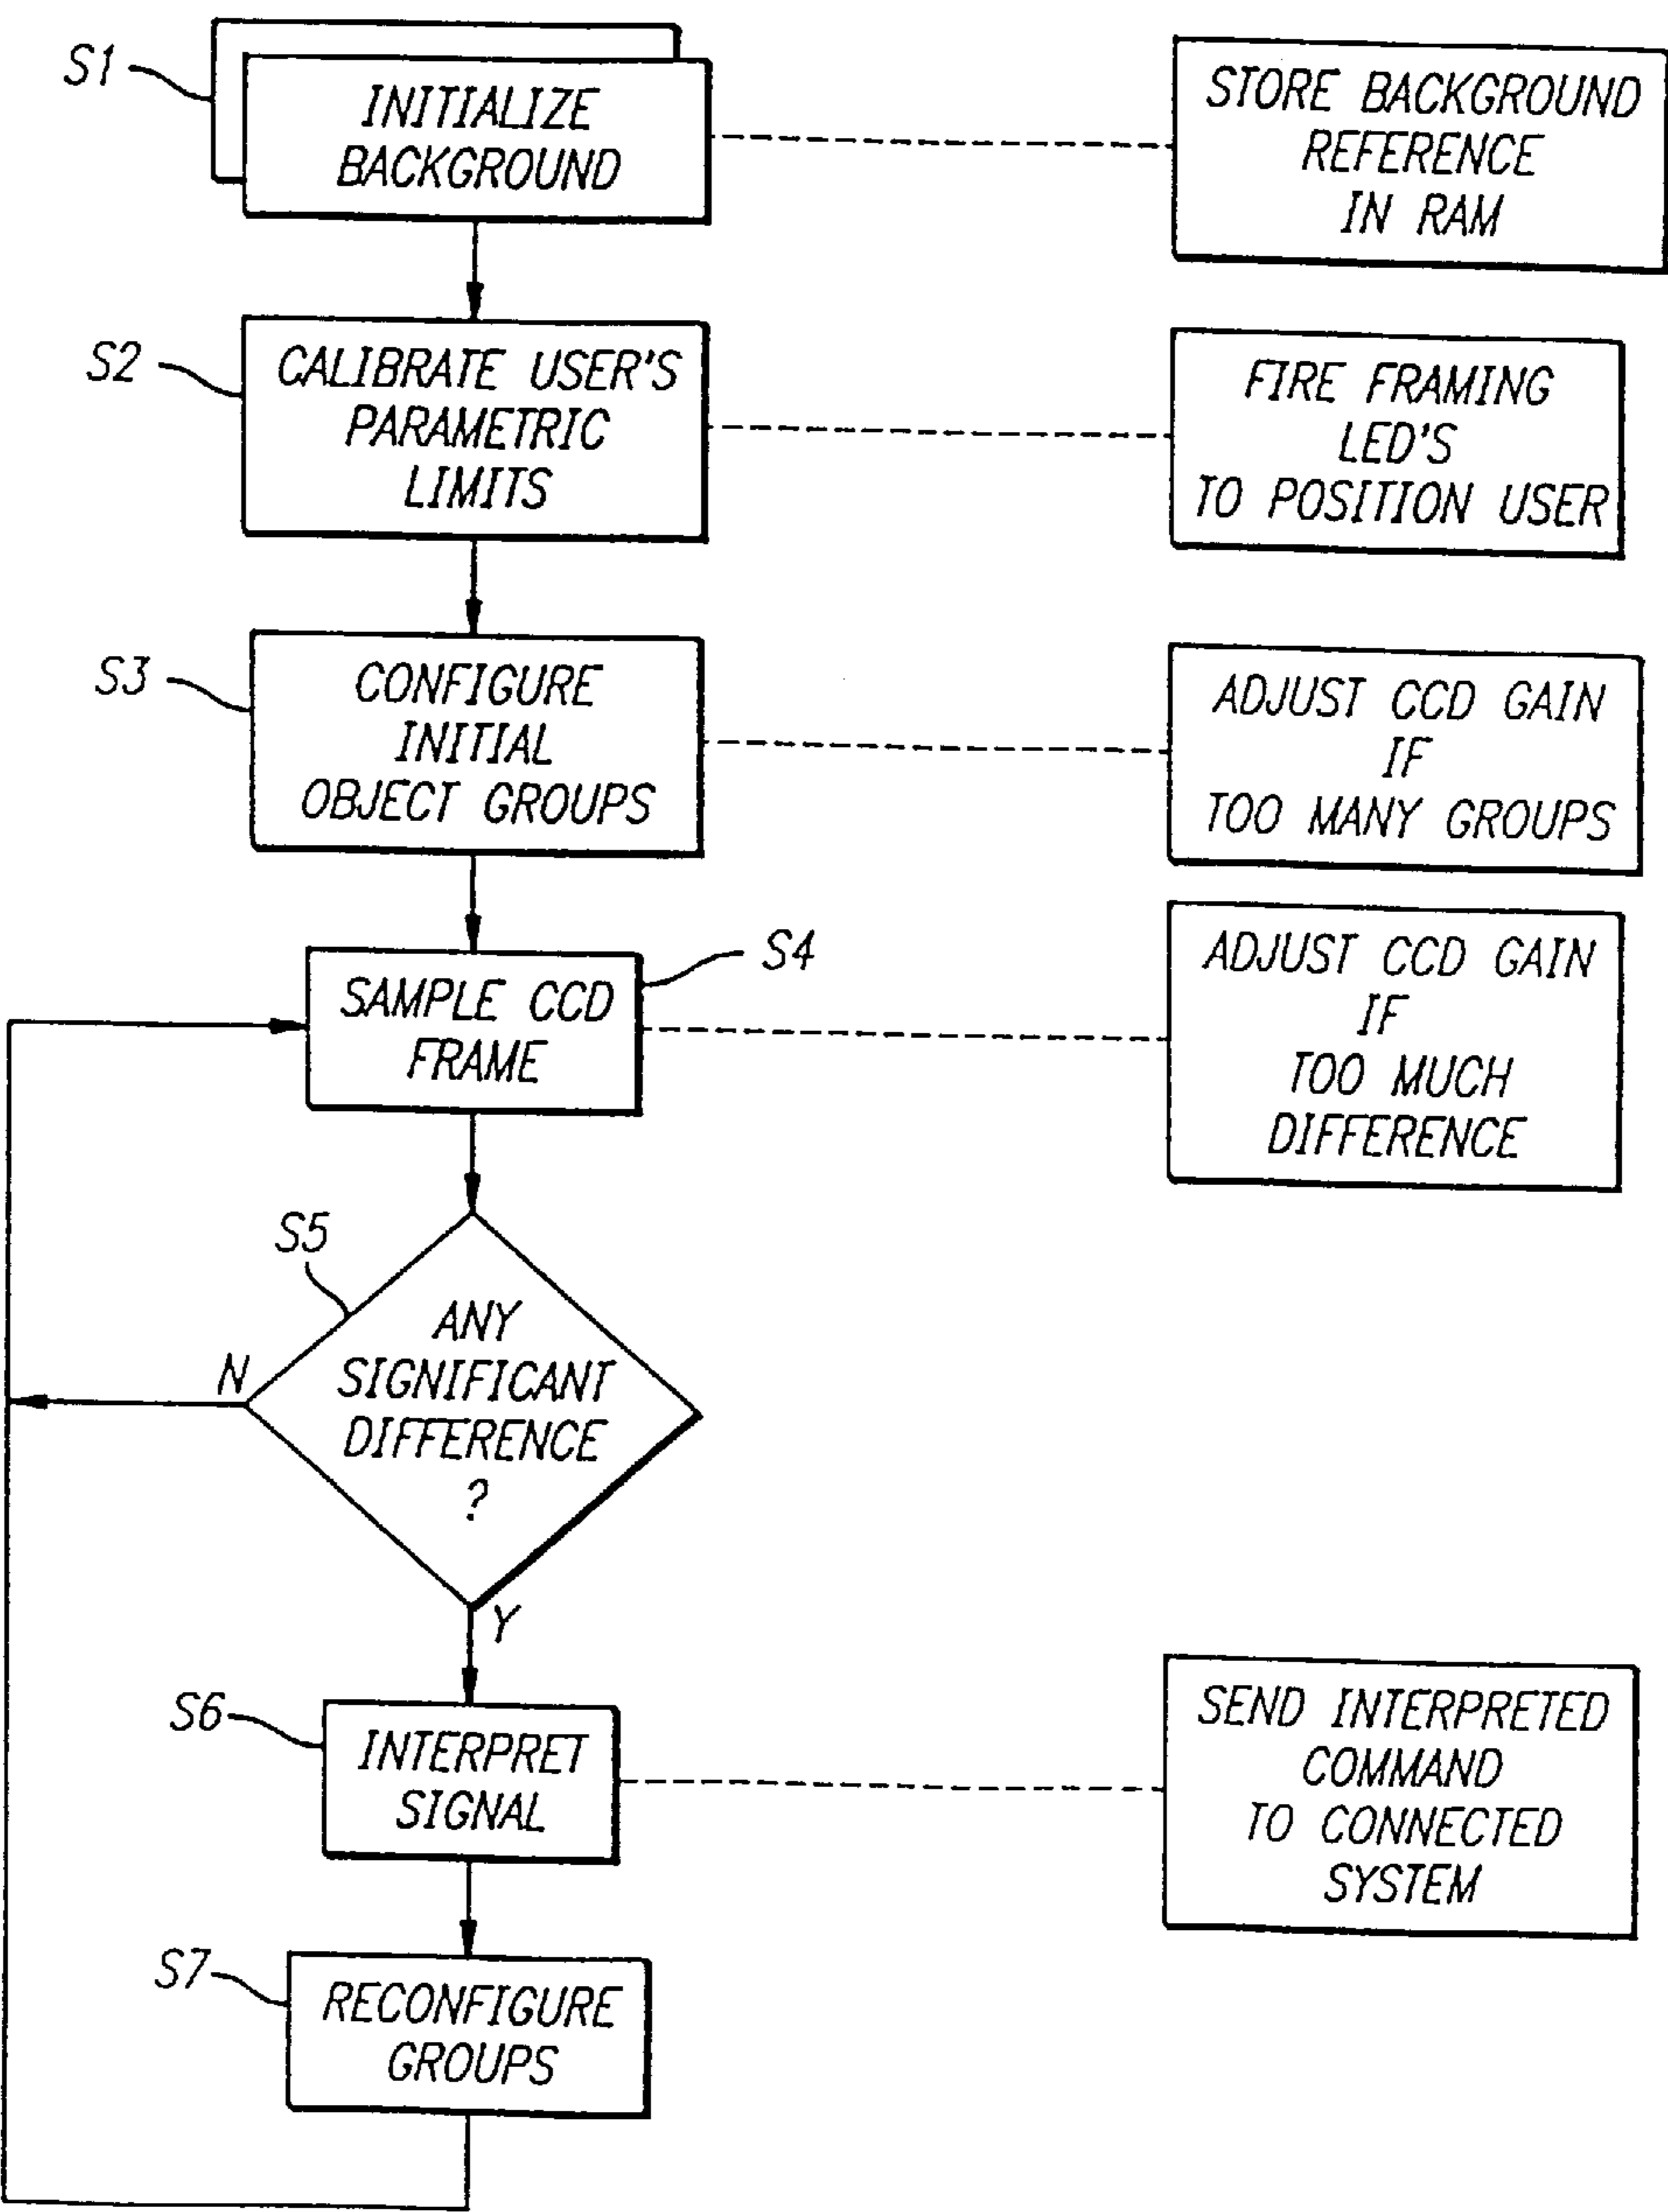 S1
INITIALIZE
BACKGROUND
STORE BACKGROUND
REFERENCE
IN RAM
S2
CALIBRATE USER'S
PARAMETRIC
LIMITS
FIRE FRAMING
LED'S
TO POSITION USER
S3
CONFIGURE
INITIAL
OBJECT GROUPS
ADJUST CCD GAIN
IF
TOO MANY GROUPS
S4
SAMPLE CCD
FRAME
ADJUST CCD GAIN
IF
TOO MUCH
DIFFERENCE
S5
ANY
SIGNIFICANT
DIFFERENCE
?
N
Y
S6
INTERPRET
SIGNAL
SEND INTERPRETED
COMMAND
TO CONNECTED
SYSTEM
S7
RECONFIGURE
GROUPS